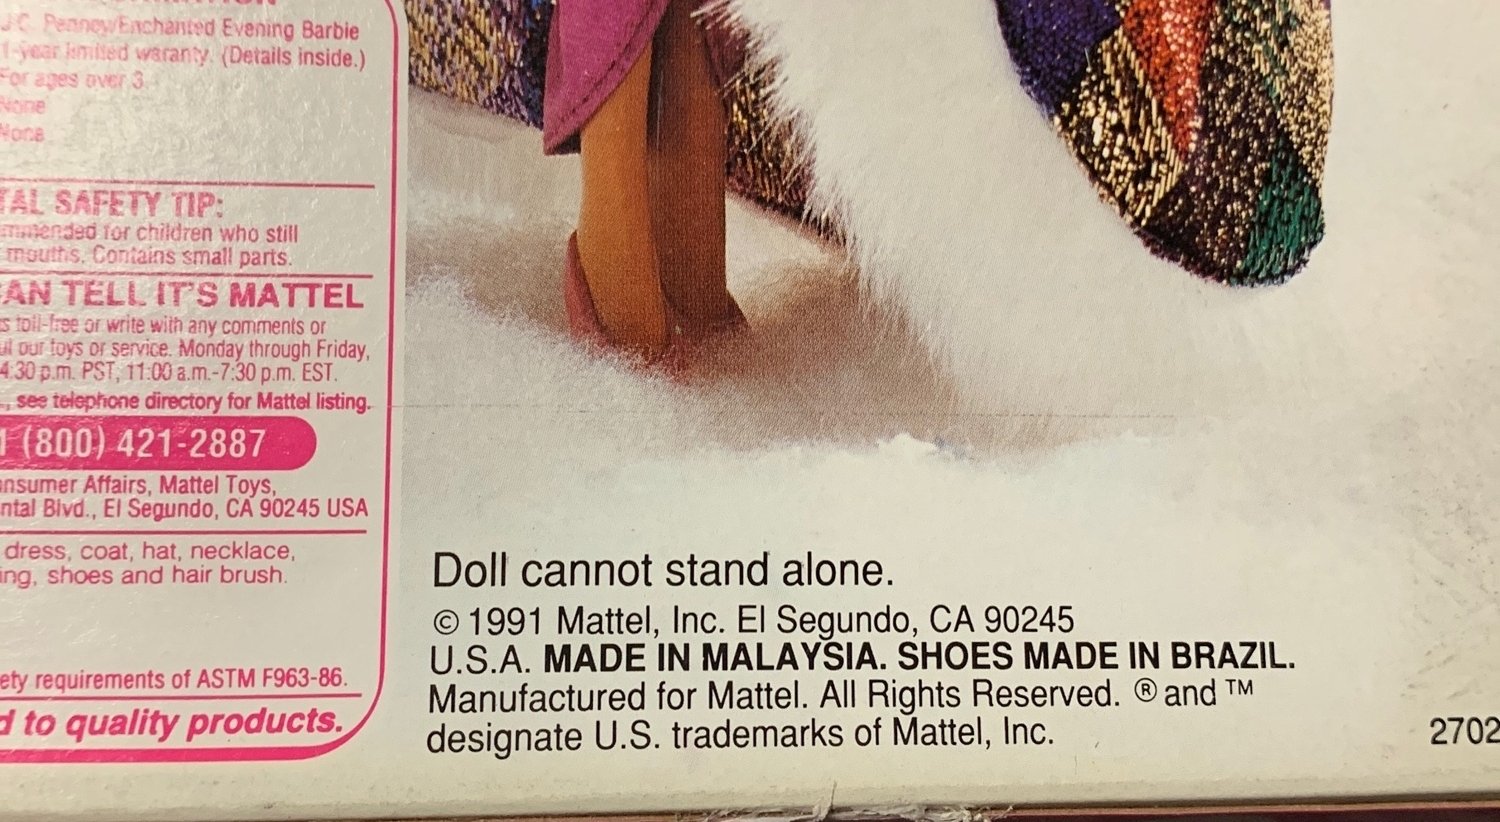 J.C. Penney/Enchanted Evening Barbie
1-year limited waranty. (Details inside.)
For ages over 3.
None
None
TAL SAFETY TIP:
mmended for children who still
mouths. Contains small parts.
CAN TELL IT'S MATTEL
s toll-free or write with any comments or
ut our toys or service. Monday through Friday,
4:30 p.m. PST, 11:00 a.m.-7:30 p.m. EST.
., see telephone directory for Mattel listing.
1 (800) 421-2887
onsumer Affairs, Mattel Toys,
ntal Blvd., El Segundo, CA 90245 USA
dress, coat, hat, necklace,
ing, shoes and hair brush.
ety requirements of ASTM F963-86.
d to quality products.
Doll cannot stand alone.
© 1991 Mattel, Inc. El Segundo, CA 90245
U.S.A. MADE IN MALAYSIA. SHOES MADE IN BRAZIL.
Manufactured for Mattel. All Rights Reserved. ® and ™
designate U.S. trademarks of Mattel, Inc.
2702